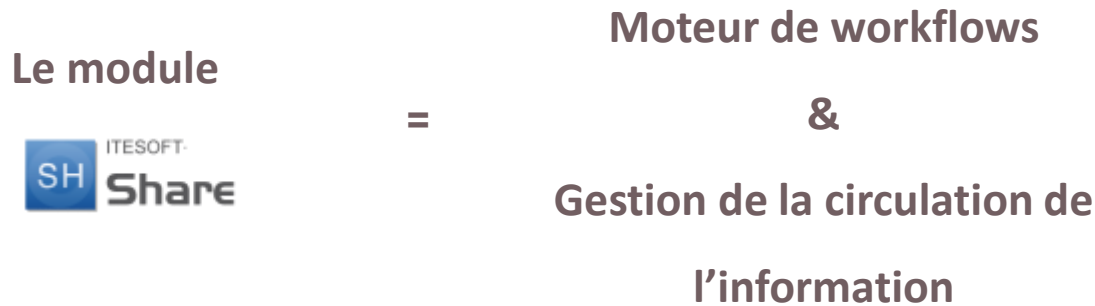 Le module
ITESOFT·
SH
Share
=
Moteur de workflows
&
Gestion de la circulation de
l’information